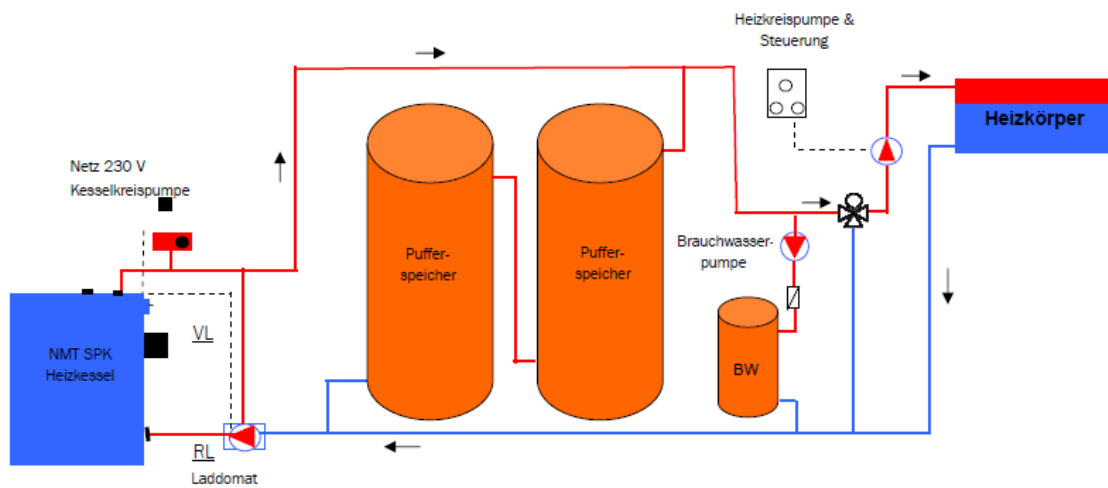 Heizkreispumpe &
Steuerung
Heizkörper
Netz 230 V
Kesselkreispumpe
Puffer-
speicher
Puffer-
speicher
Brauchwasser-
pumpe
VL
NMT SPK
Heizkessel
BW
RL
Laddomat